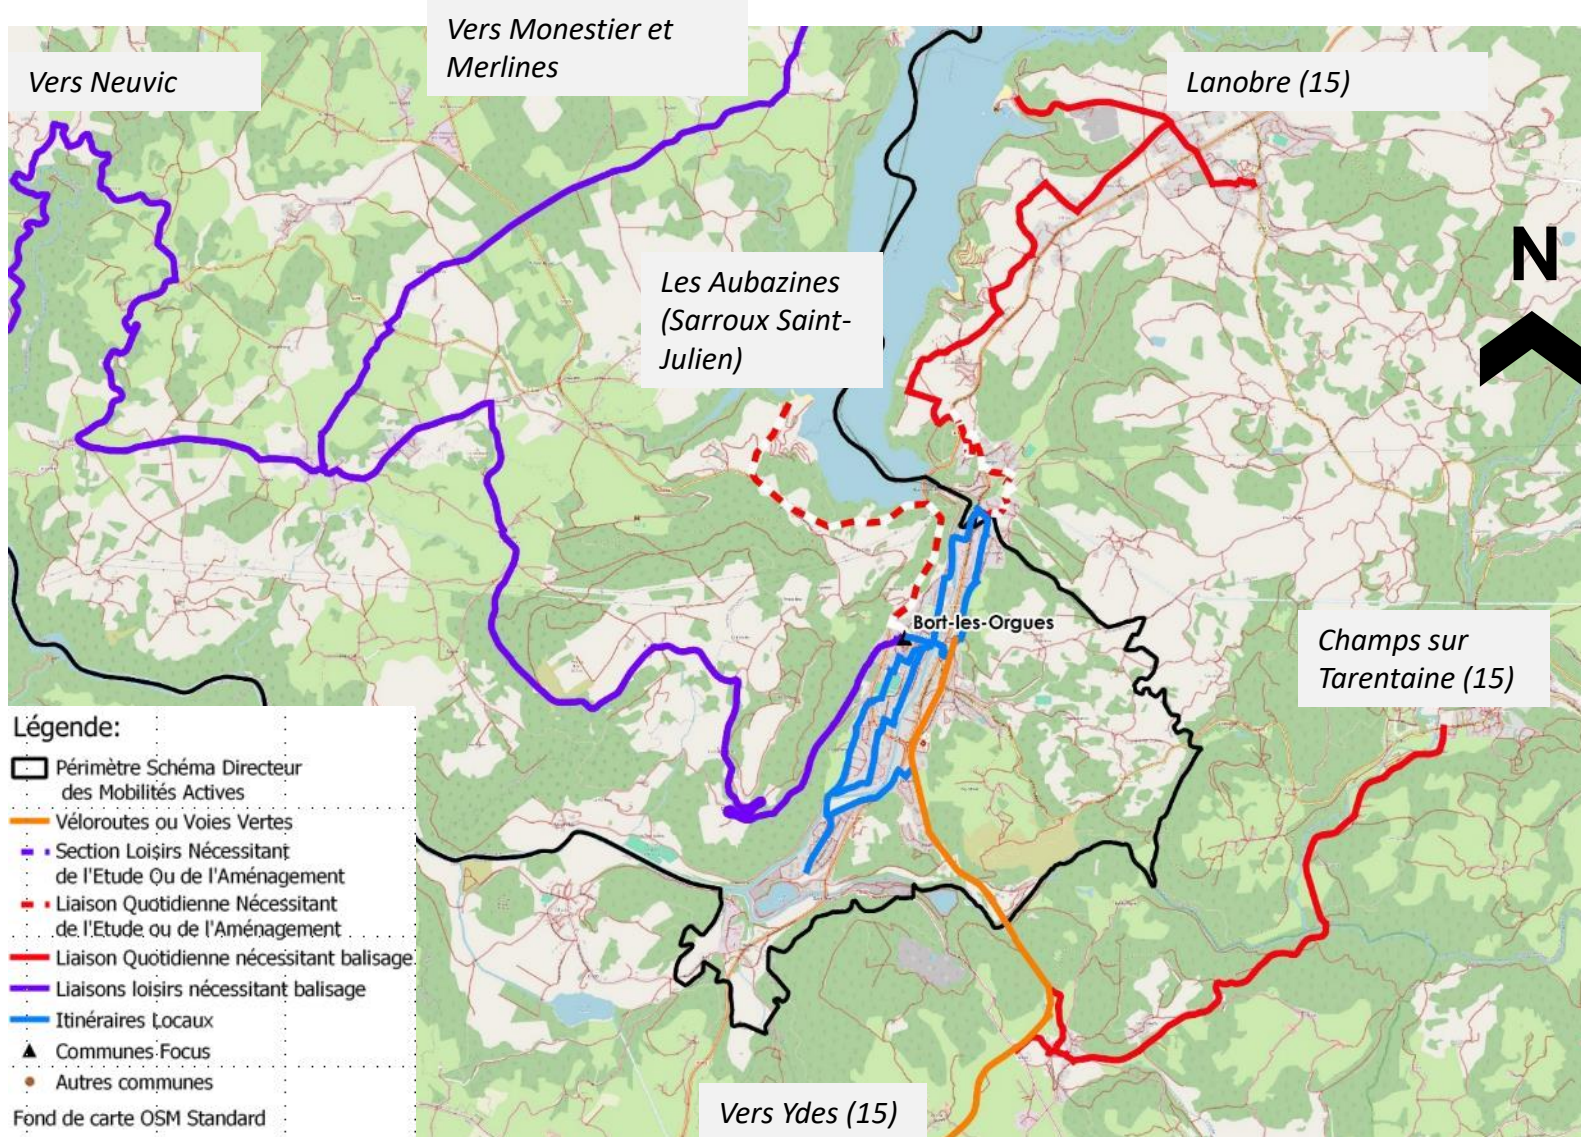 Vers Monestier et
Merlines
Vers Neuvic
Lanobre (15)
N
Les Aubazines
(Sarroux Saint-
Julien)
Bort-les-Orgues
Champs sur
Tarentaine (15)
Légende:
Périmètre Schéma Directeur
des Mobilités Actives
Véloroutes ou Voies Vertes
Section Loisirs Nécessitant
de l'Etude Ou de l'Aménagement
Liaison Quotidienne Nécessitant
de l'Etude ou de l'Aménagement
Liaison Quotidienne nécessitant balisage
Liaisons loisirs nécessitant balisage
Itinéraires Locaux
Communes Focus
Autres communes
Fond de carte OSM Standard
Vers Ydes (15)